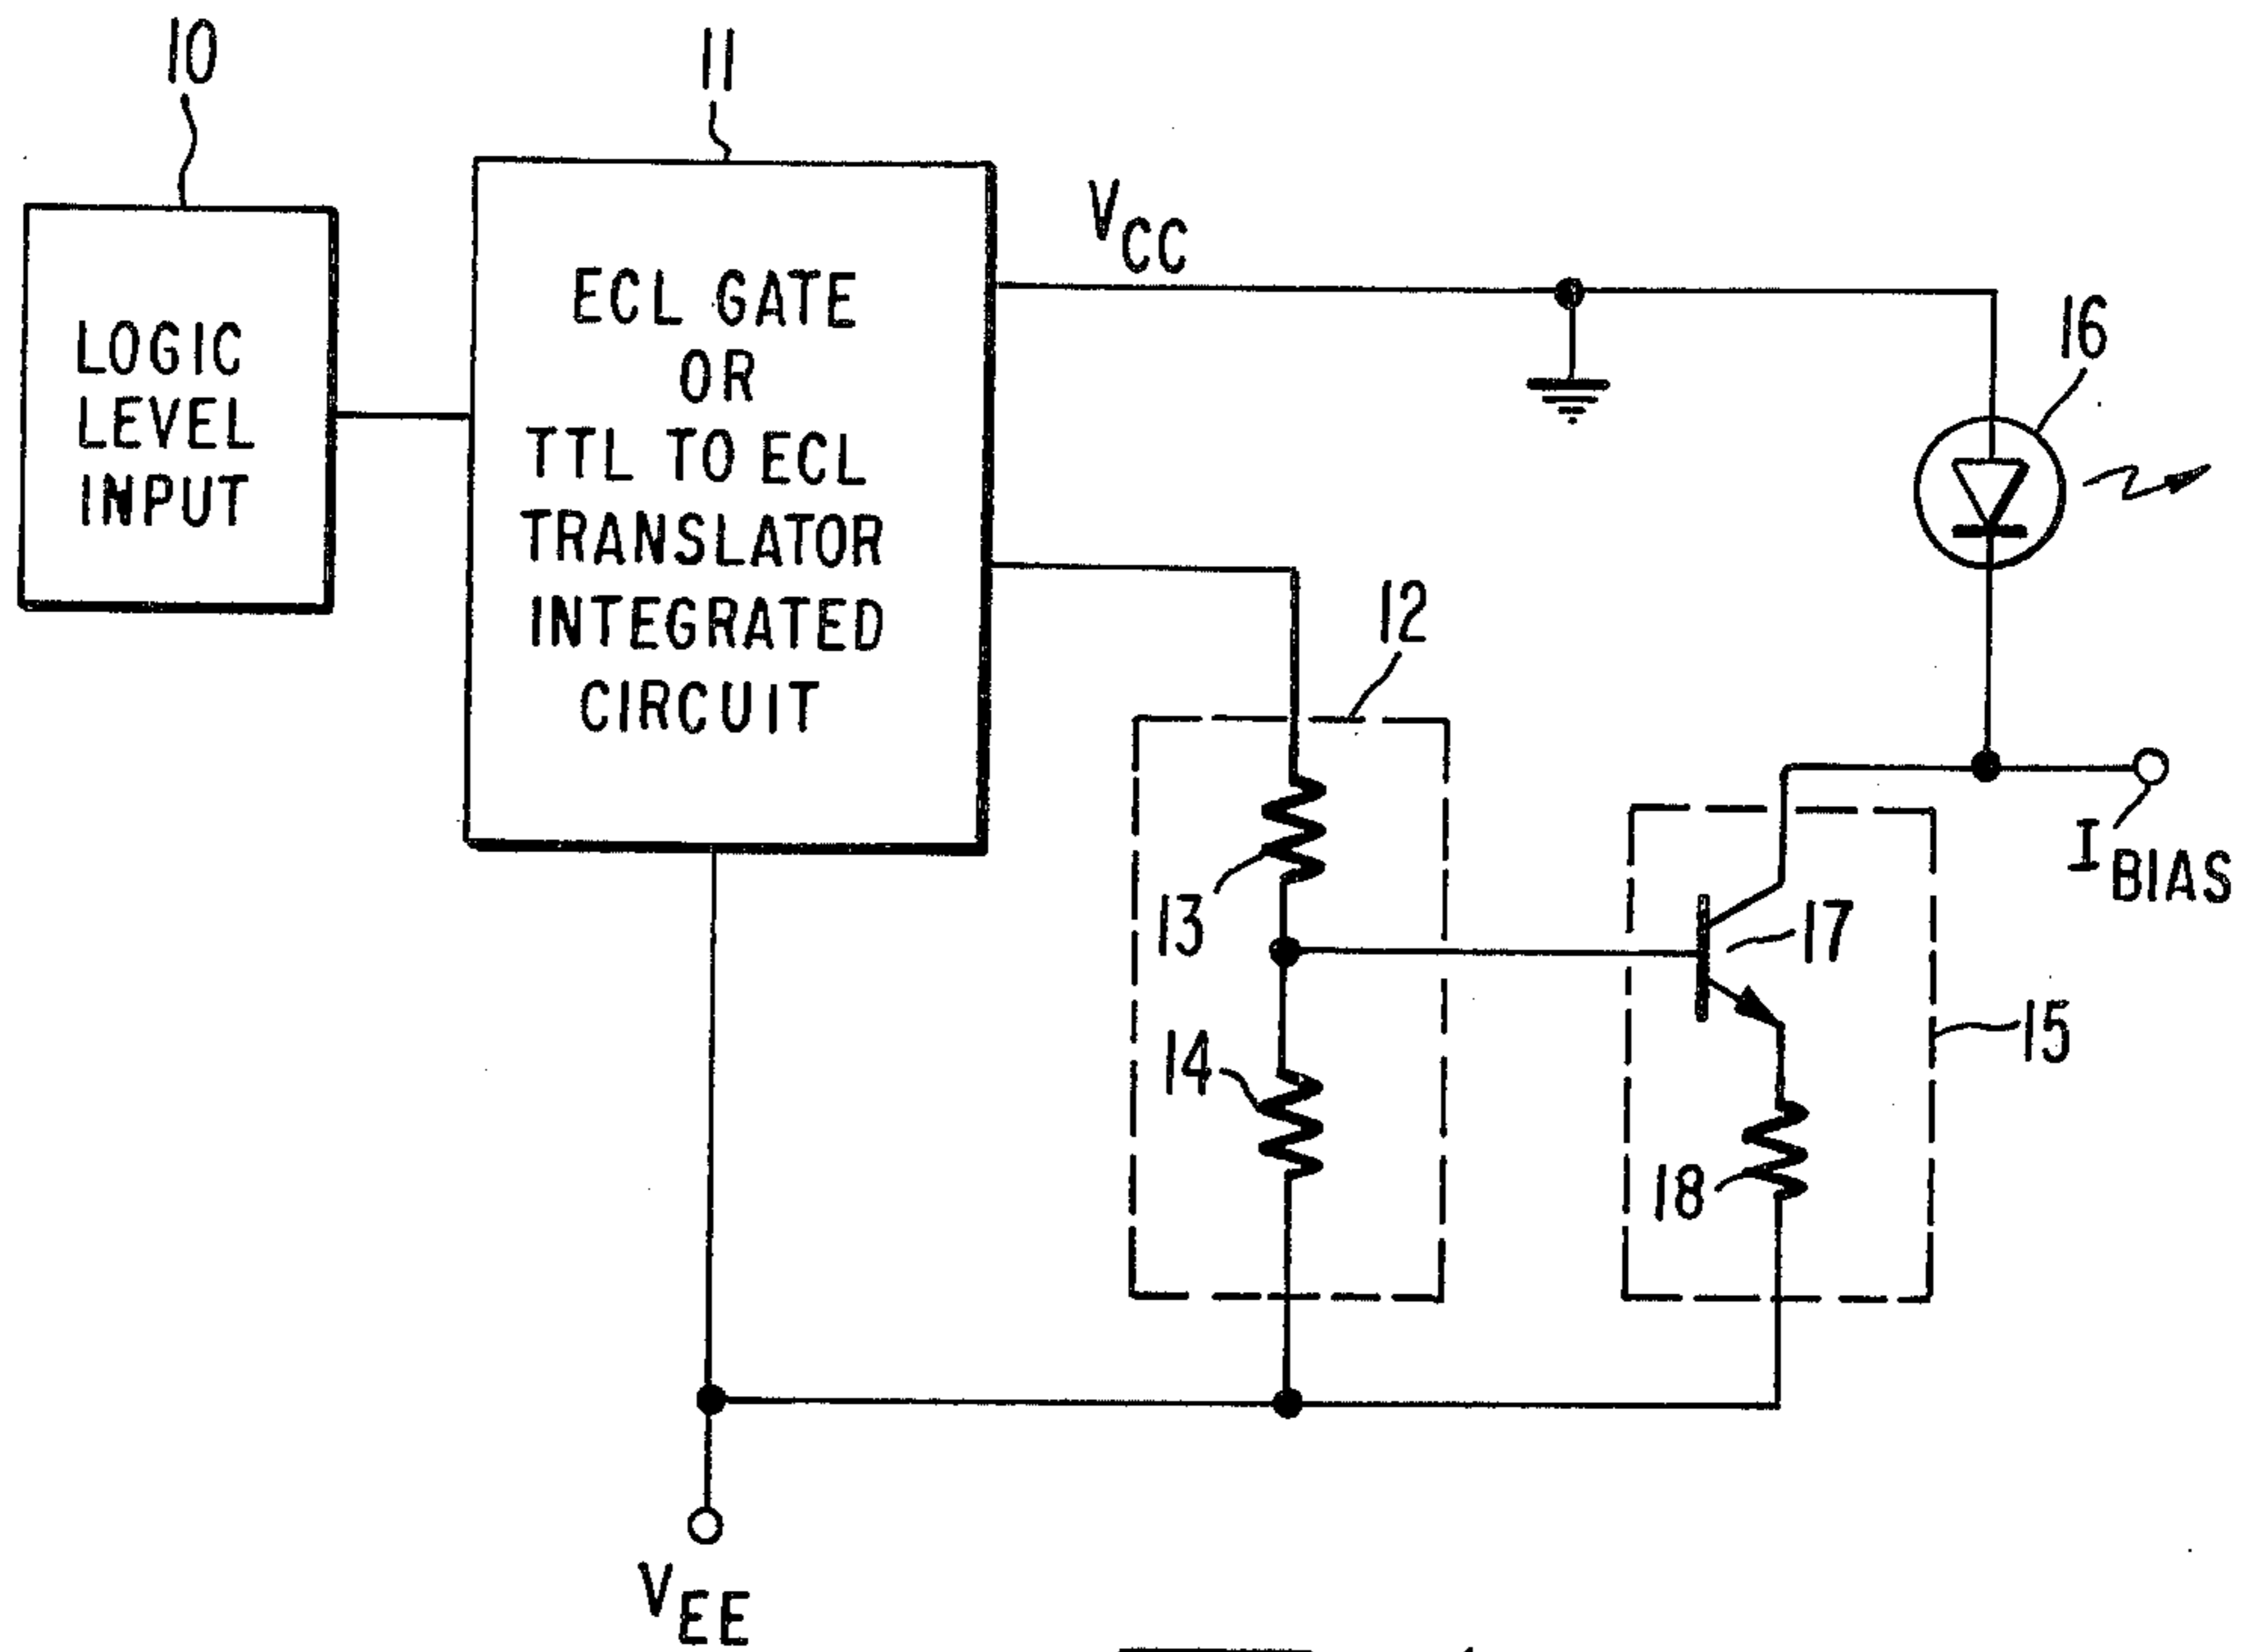 10
11
LOGIC
LEVEL
INPUT
ECL GATE
OR
TTL TO ECL
TRANSLATOR
INTEGRATED
CIRCUIT
VCC
16
12
13
14
17
15
18
IBIAS
VEE